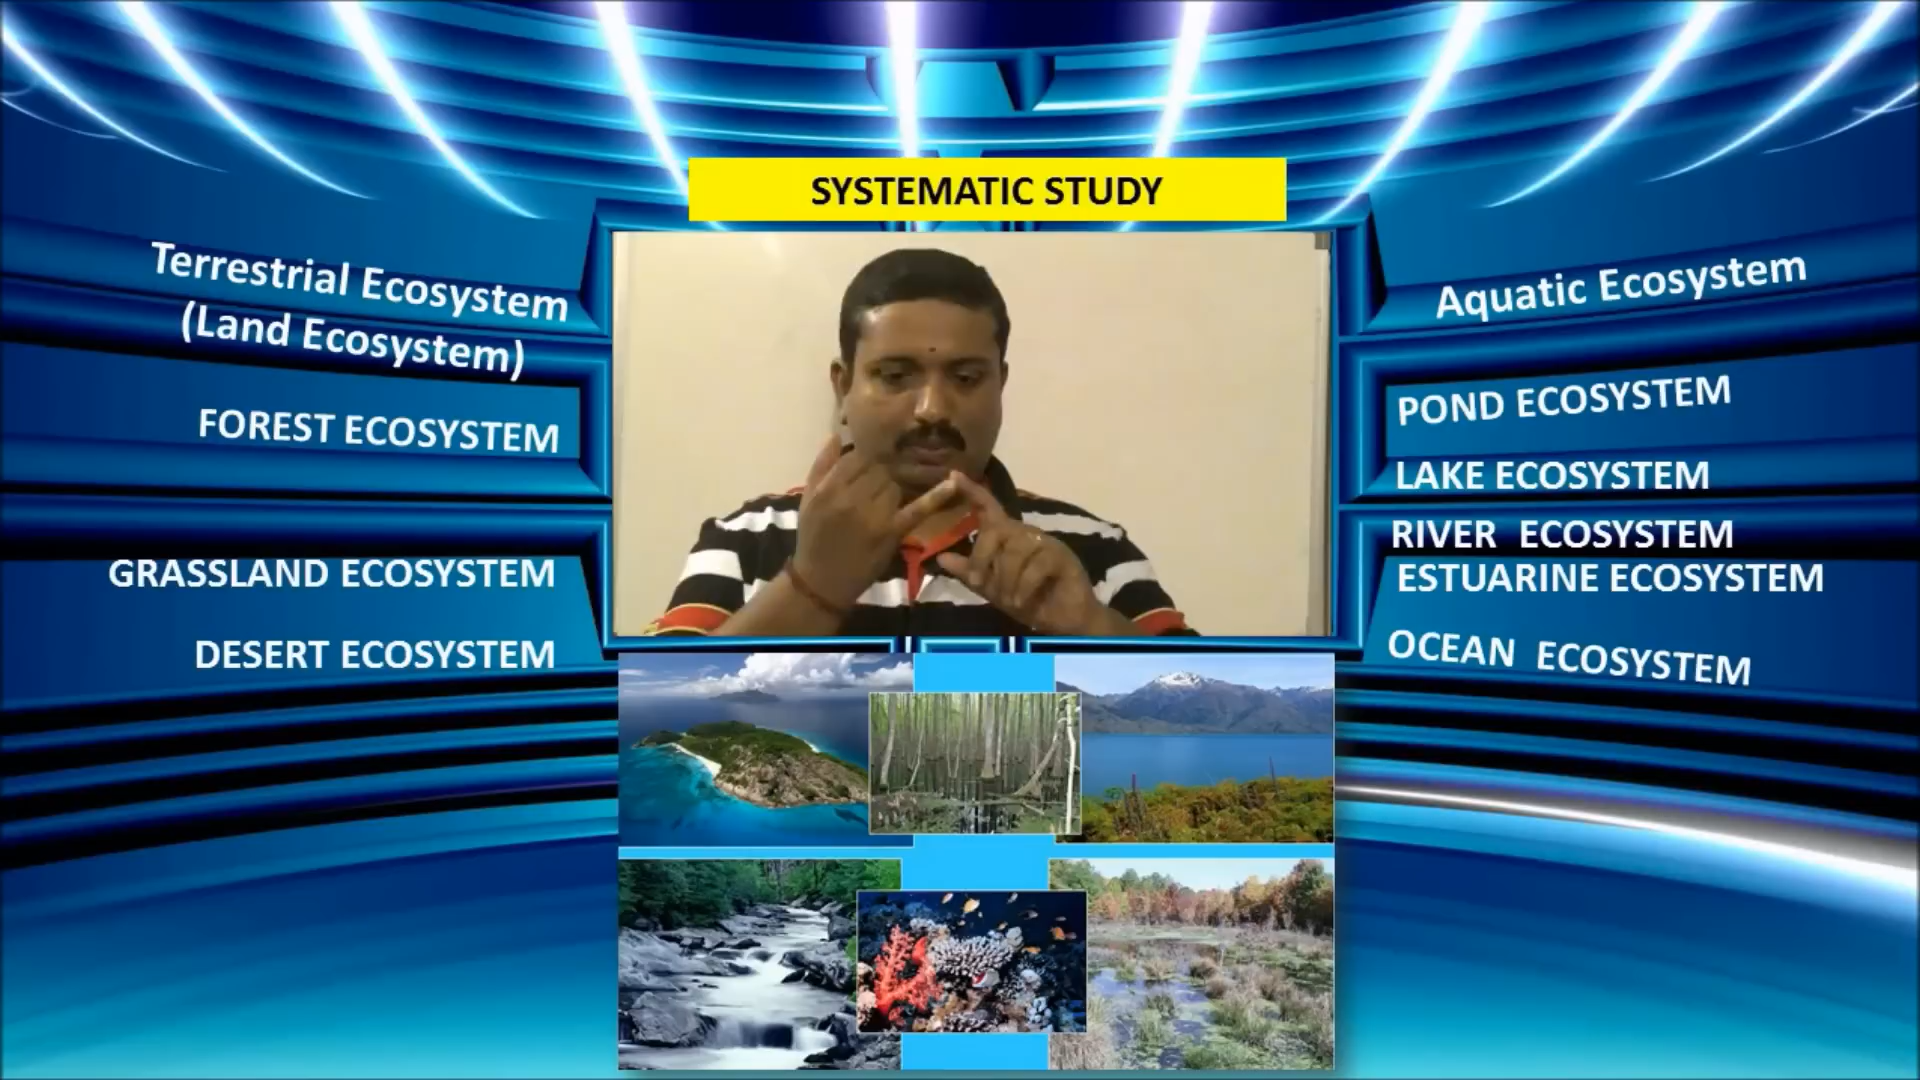 SYSTEMATIC STUDY
Terrestrial Ecosystem
(Land Ecosystem)
FOREST ECOSYSTEM
GRASSLAND ECOSYSTEM
DESERT ECOSYSTEM
Aquatic Ecosystem
POND ECOSYSTEM
LAKE ECOSYSTEM
RIVER ECOSYSTEM
ESTUARINE ECOSYSTEM
OCEAN ECOSYSTEM